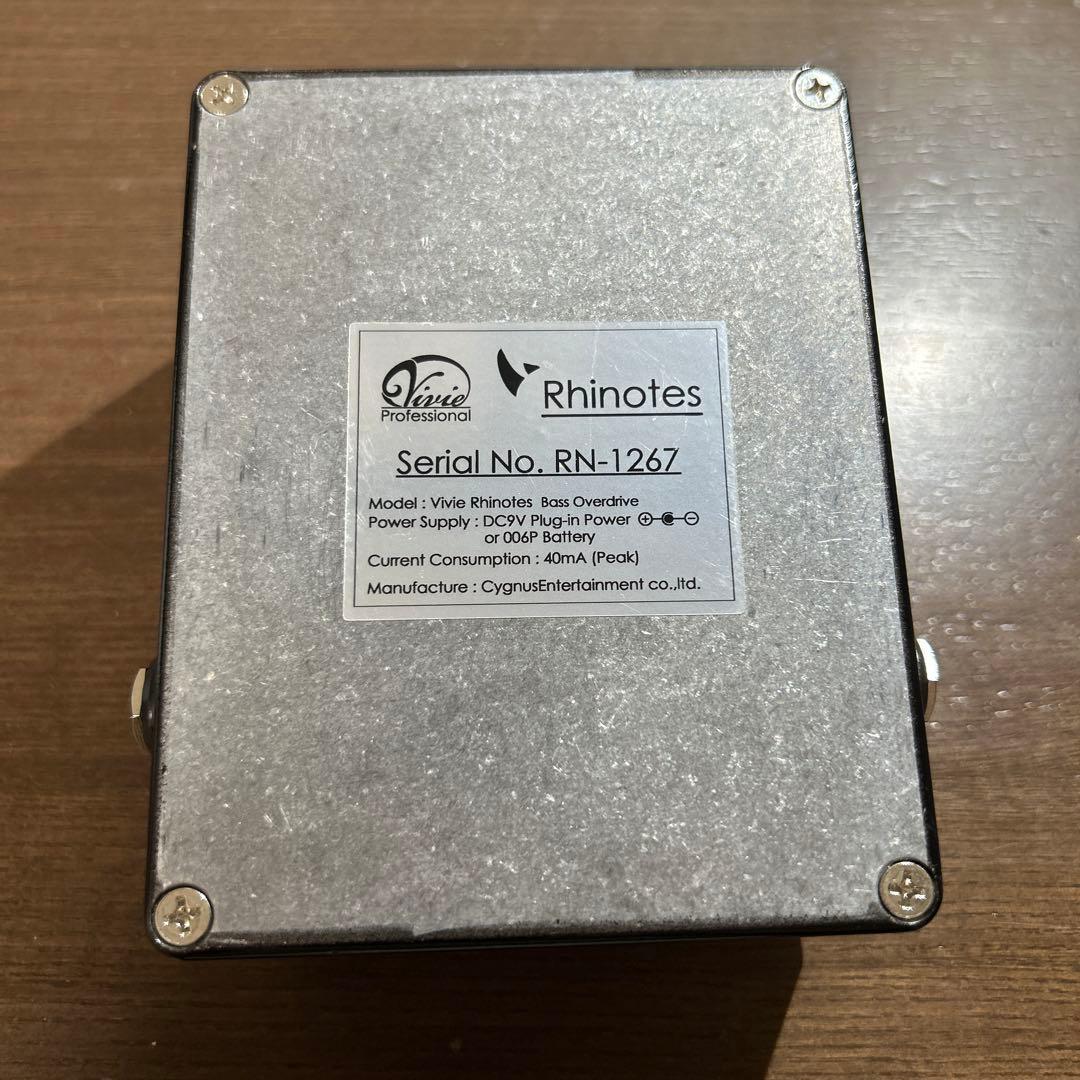 Vivie
Professional
Rhinotes
Serial No. RN-1267
Model : Vivie Rhinotes Bass Overdrive
Power Supply : DC9V Plug-in Power
or 006P Battery
Current Consumption : 40mA (Peak)
Manufacture : CygnusEntertainment co.,ltd.